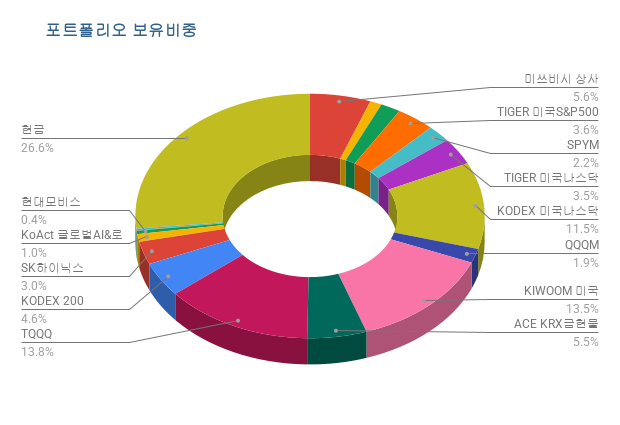 포트폴리오 보유비중
미쓰비시 상사
5.6%
TIGER 미국S&P500
3.6%
SPYM
2.2%
TIGER 미국나스닥
3.5%
KODEX 미국나스닥
11.5%
QQQM
1.9%
KIWOOM 미국
13.5%
ACE KRX금현물
5.5%
현금
26.6%
현대모비스
0.4%
KoAct 글로벌AI&로
1.0%
SK하이닉스
3.0%
KODEX 200
4.6%
TQQQ
13.8%